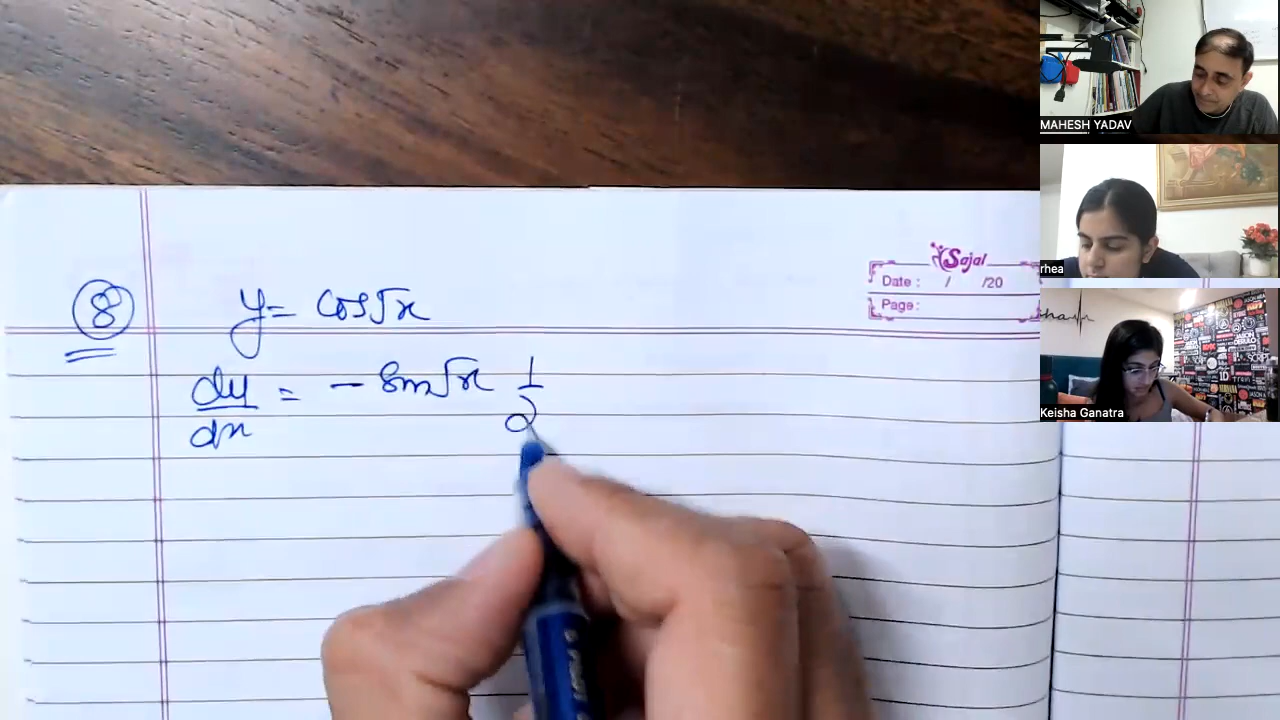 MAHESH YADAV
Sajal
Date : / /20
Page :
rhea
⑧ y = cos√x
dy/dx = - sin√x 1/2
Keisha Ganatra